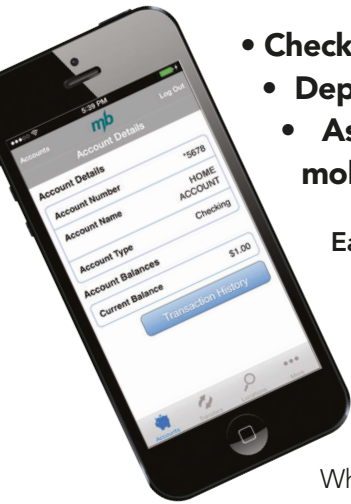 • Check
• Dep
• As
mob
Ea
5:39 PM
Accounts
mb
Log Out
Account Details
Account Details
Account Number
*5678
Account Name
HOME
ACCOUNT
Account Type
Checking
Account Balances
Current Balance
$1.00
Transaction History
Accounts
Transfers
Locations
More
Wh